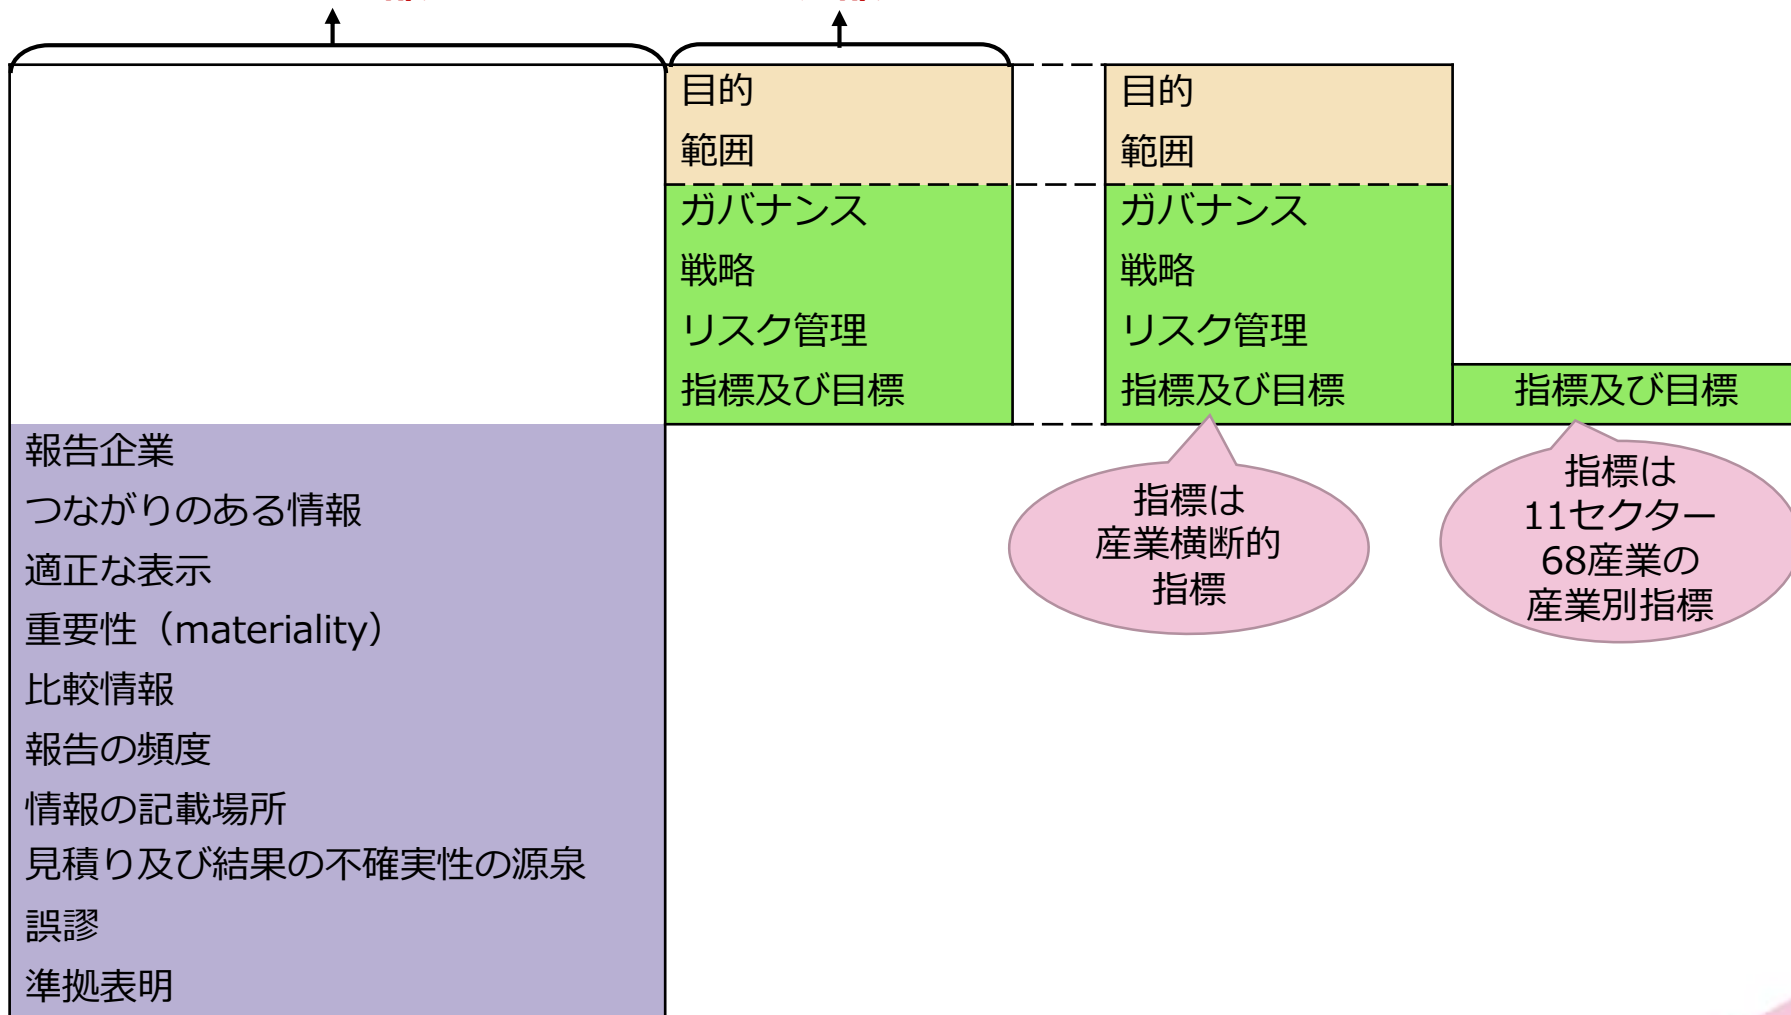 目的
範囲
ガバナンス
戦略
リスク管理
指標及び目標
目的
範囲
ガバナンス
戦略
リスク管理
指標及び目標
指標及び目標
報告企業
つながりのある情報
適正な表示
重要性（materiality）
比較情報
報告の頻度
情報の記載場所
見積り及び結果の不確実性の源泉
誤謬
準拠表明
指標は
産業横断的
指標
指標は
11セクター
68産業の
産業別指標